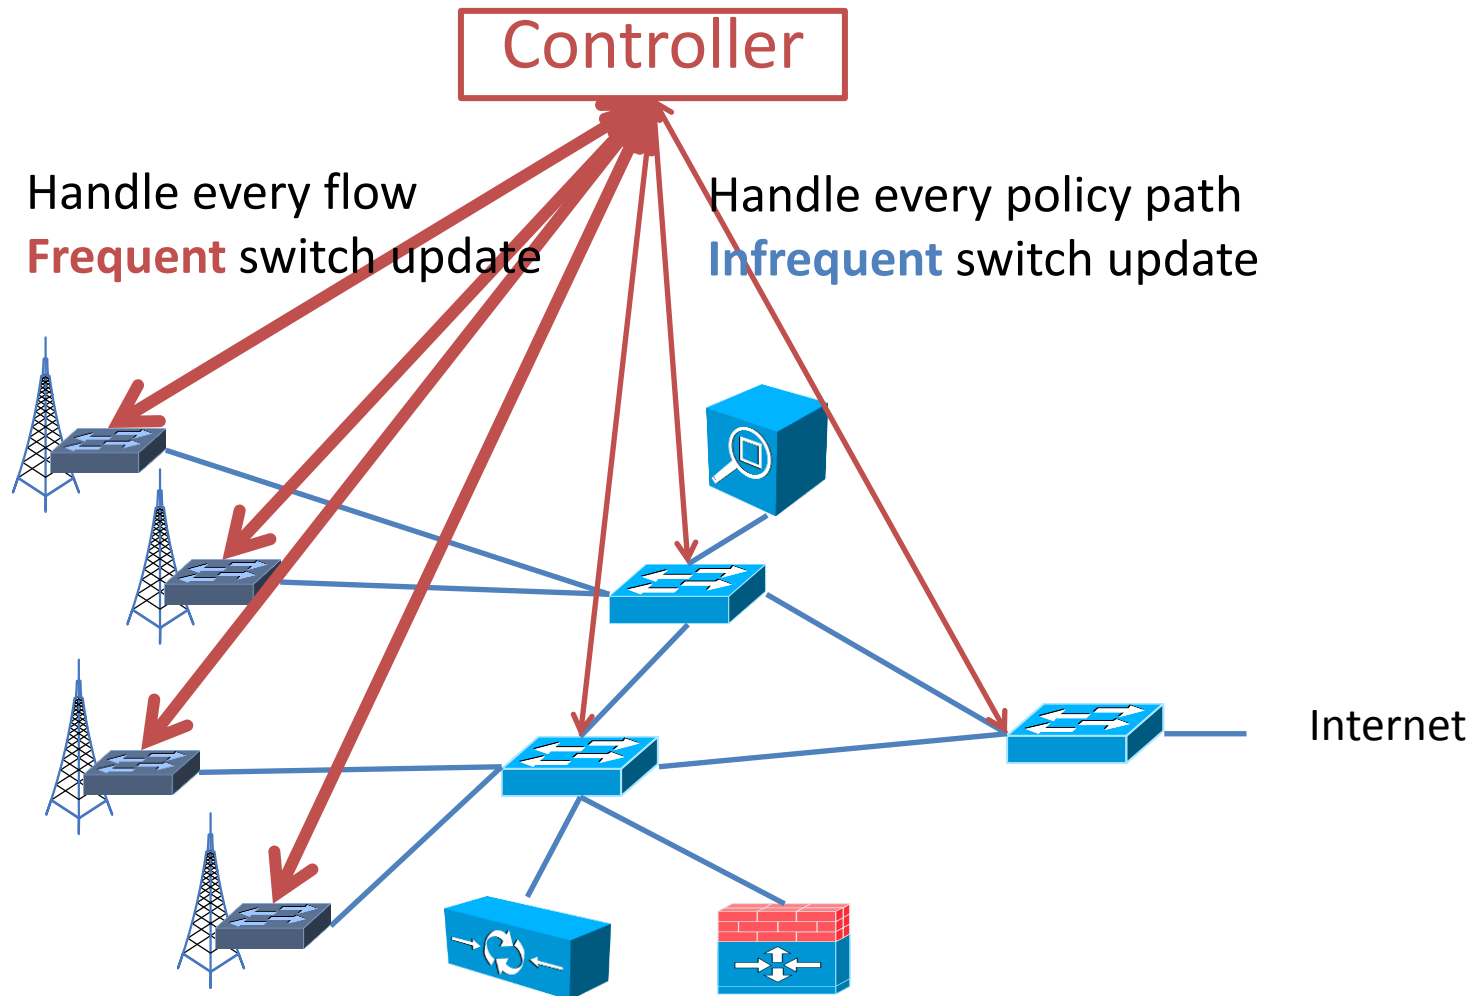 Controller
Handle every flow
Frequent switch update
Handle every policy path
Infrequent switch update
Internet